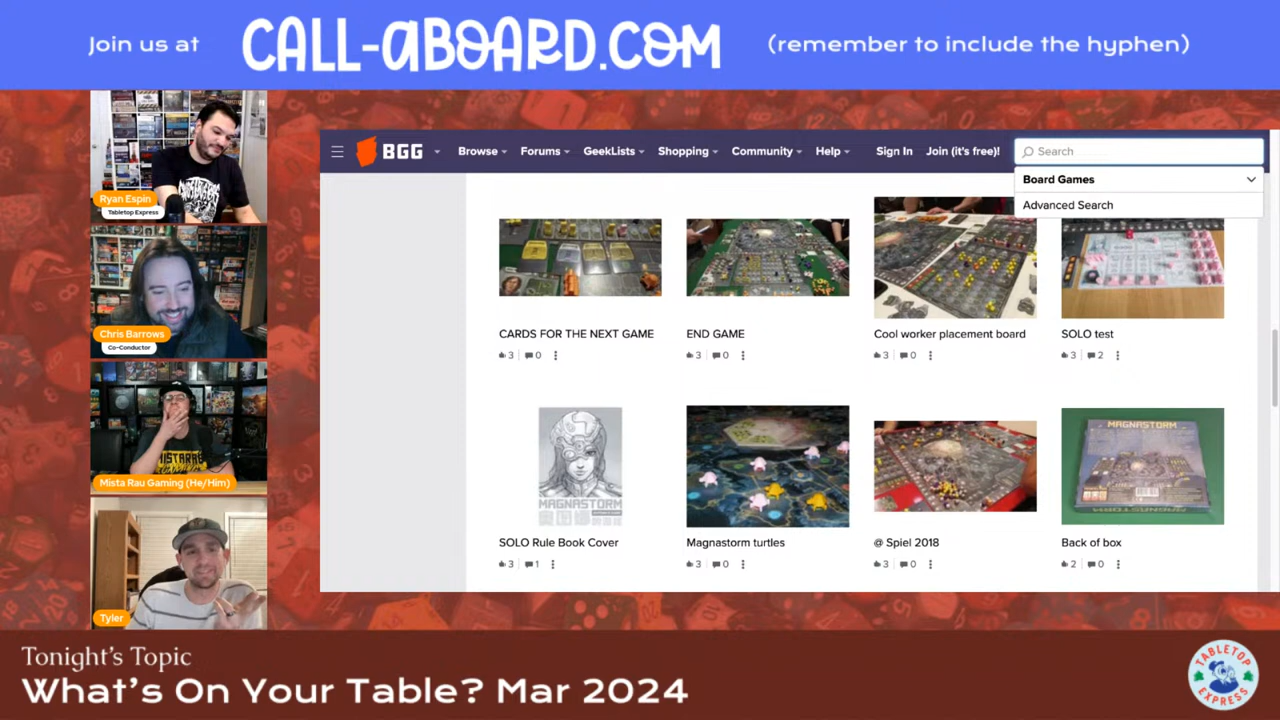 Join us at CALL-aBOARD.COM (remember to include the hyphen)
Ryan Espin
Tabletop Express
Chris Barrows
Co-Conductor
Mista Rau Gaming (He/Him)
Tyler
BGG Browse Forums GeekLists Shopping Community Help Sign In Join (it's free)! Search
Board Games
Advanced Search
CARDS FOR THE NEXT GAME END GAME Cool worker placement board SOLO test
3 0 3 0 3 0 3 2
MAGNASTORM
MAGNASTORM
SOLO Rule Book Cover Magnastorm turtles @ Spiel 2018 Back of box
3 1 3 0 3 0 2 0
Tonight's Topic
What's On Your Table? Mar 2024
TABLETOP
EXPRESS